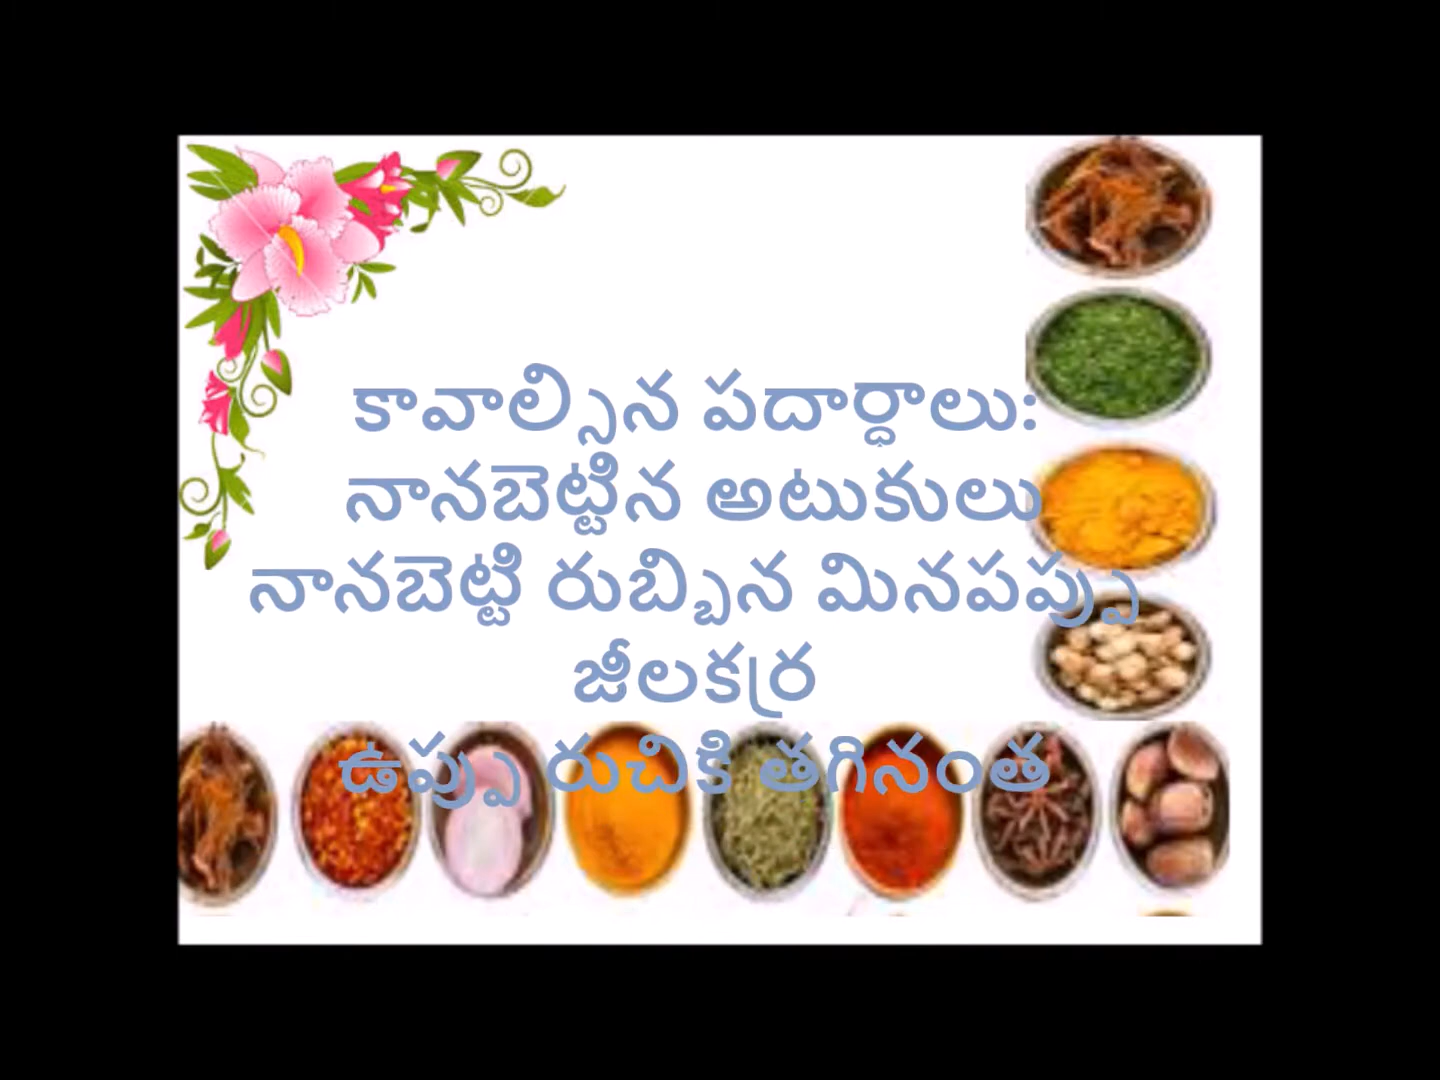 కావాల్సిన పదార్ధాలు:
నానబెట్టిన అటుకులు
నానబెట్టి రుబ్బిన మినపప్పు
జీలకర్ర
ఉప్పు రుచికి తగినంత